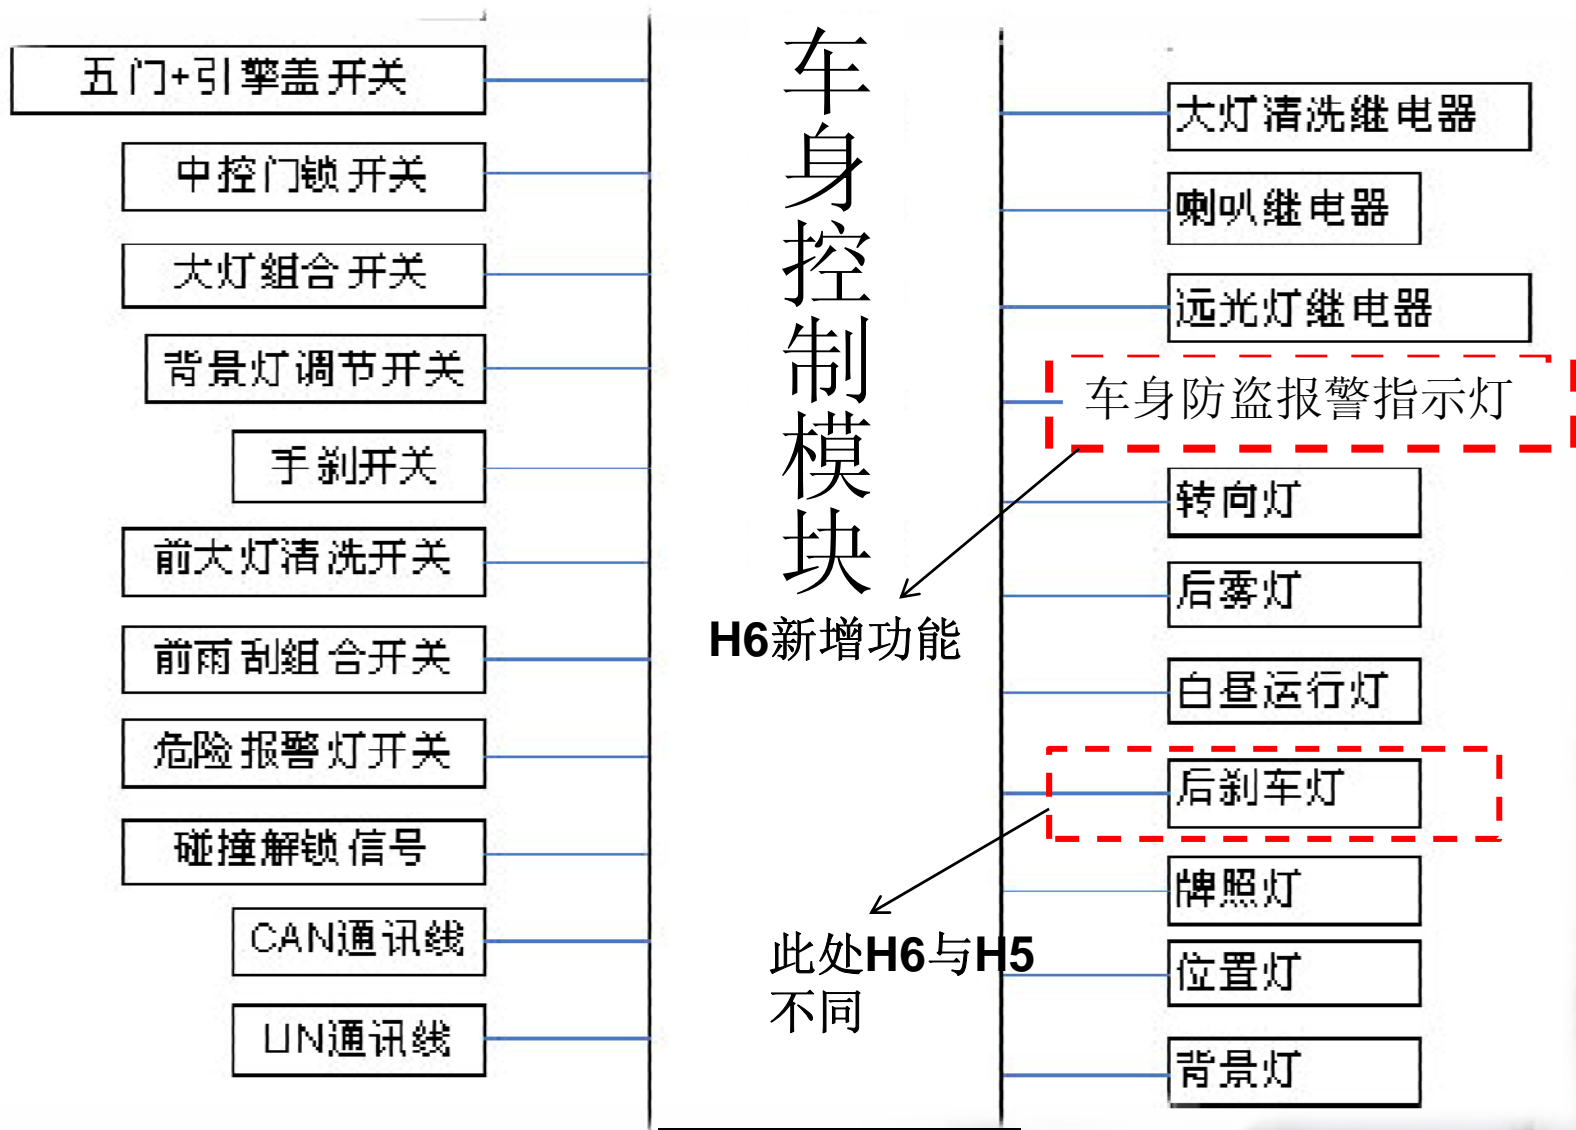 五门+引擎盖开关
中控门锁开关
大灯组合开关
背景灯调节开关
手刹开关
前大灯清洗开关
前雨刮组合开关
危险报警灯开关
碰撞解锁信号
CAN通讯线
LIN通讯线
车身控制模块
H6新增功能
此处H6与H5
不同
大灯清洗继电器
喇叭继电器
远光灯继电器
车身防盗报警指示灯
转向灯
后雾灯
白昼运行灯
后刹车灯
牌照灯
位置灯
背景灯